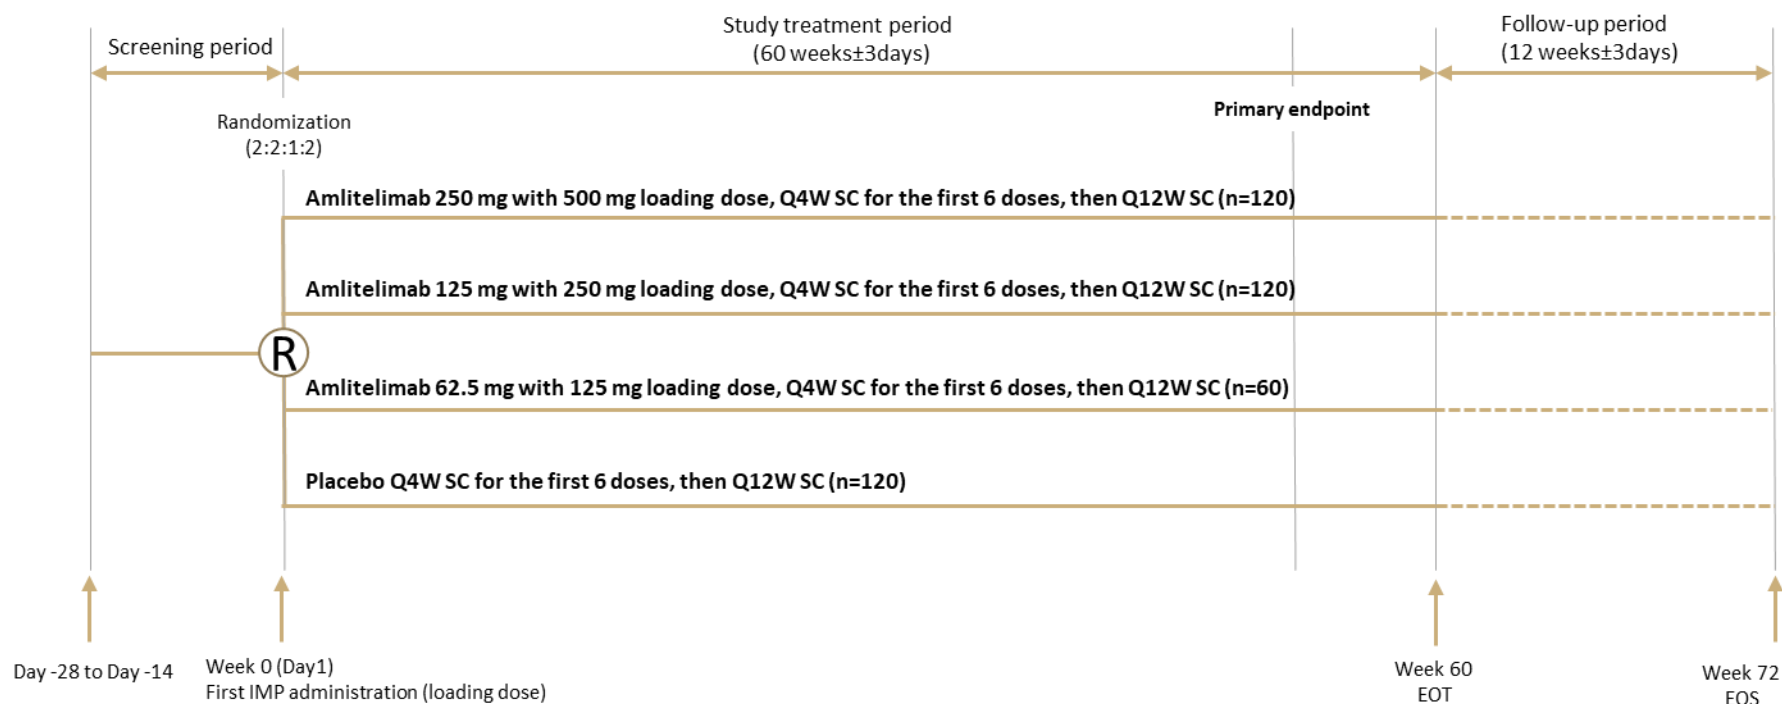 Screening period
Study treatment period
(60 weeks±3days)
Follow-up period
(12 weeks±3days)
Primary endpoint
Randomization
(2:2:1:2)
Amlitelimab 250 mg with 500 mg loading dose, Q4W SC for the first 6 doses, then Q12W SC (n=120)
Amlitelimab 125 mg with 250 mg loading dose, Q4W SC for the first 6 doses, then Q12W SC (n=120)
R
Amlitelimab 62.5 mg with 125 mg loading dose, Q4W SC for the first 6 doses, then Q12W SC (n=60)
Placebo Q4W SC for the first 6 doses, then Q12W SC (n=120)
Day -28 to Day -14
Week 0 (Day1)
First IMP administration (loading dose)
Week 60
EOT
Week 72
EOS